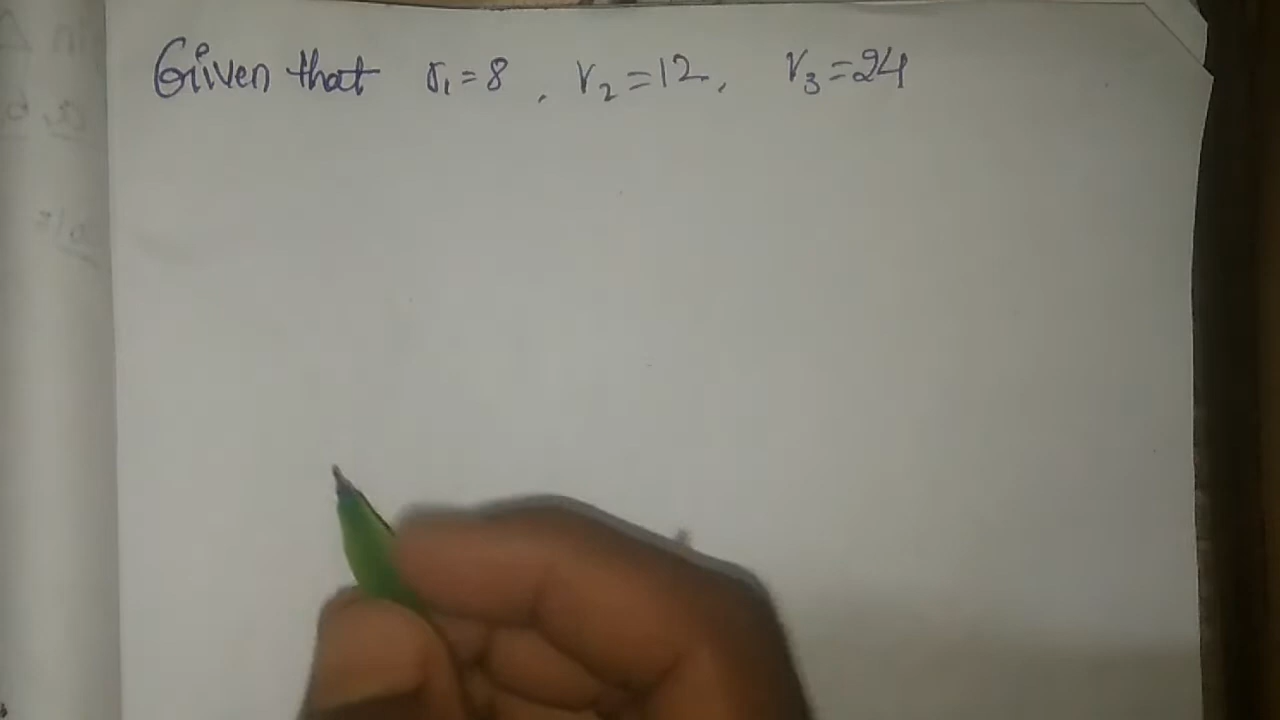 Given that r₁=8, r₂=12, r₃=24